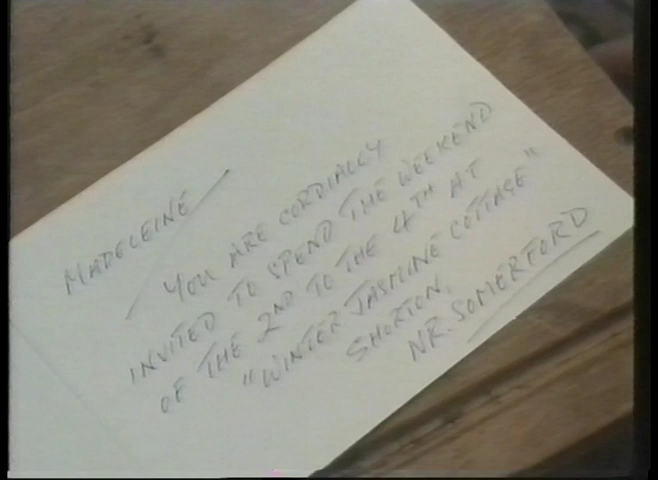 MADELEINE
YOU ARE CORDIALLY
INVITED TO SPEND THE WEEKEND
OF THE 2ND TO THE 4TH AT
"WINTER JASMINE COTTAGE"
SHORTON,
NR. SOMERFORD